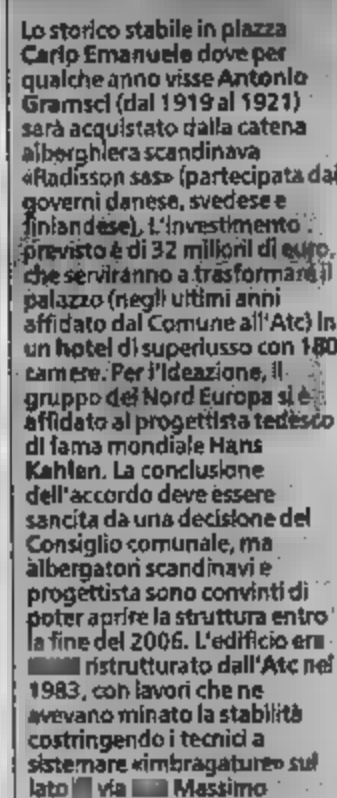 Lo storico stabile in piazza
Carlo Emanuele dove per
qualche anno visse Antonio
Gramsci (dal 1919 al 1921)
sarà acquistato dalla catena
alberghiera scandinava
«Radisson sas» (partecipata dai
governi danese, svedese e
finlandese). L'investimento
previsto è di 32 milioni di euro,
che serviranno a trasformare il
palazzo (negli ultimi anni
affidato dal Comune all'Atc) in
un hotel di superlusso con 180
camere. Per l'ideazione, il
gruppo del Nord Europa si è
affidato al progettista tedesco
di fama mondiale Hans
Kahlen. La conclusione
dell'accordo deve essere
sancita da una decisione del
Consiglio comunale, ma
albergatori scandinavi e
progettista sono convinti di
poter aprire la struttura entro
la fine del 2006. L'edificio era
ristrutturato dall'Atc nel
1983, con lavori che ne
avevano minato la stabilità
costringendo i tecnici a
sistemare «imbragature» sul
lato via Massimo